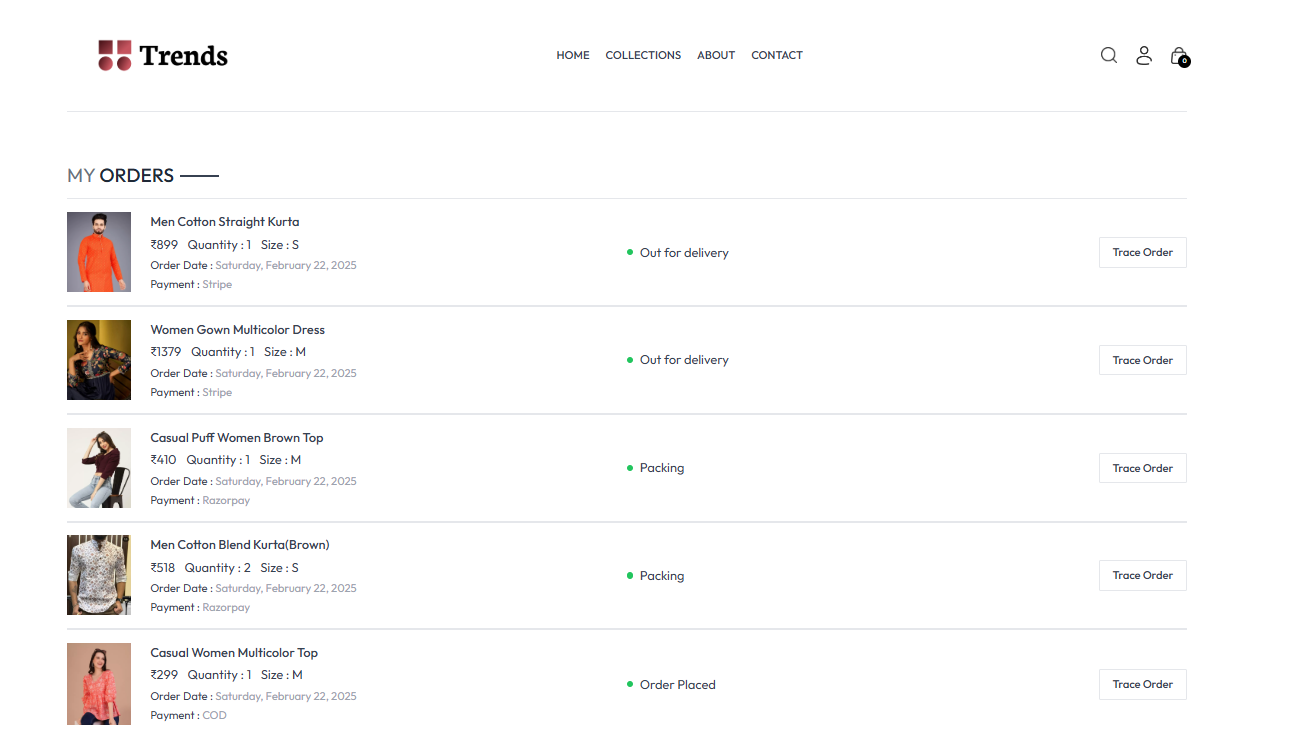 Trends
HOME COLLECTIONS ABOUT CONTACT
0
MY ORDERS
Men Cotton Straight Kurta
₹899 Quantity : 1 Size : S
Order Date : Saturday, February 22, 2025
Payment : Stripe
Out for delivery
Trace Order
Women Gown Multicolor Dress
₹1379 Quantity : 1 Size : M
Order Date : Saturday, February 22, 2025
Payment : Stripe
Out for delivery
Trace Order
Casual Puff Women Brown Top
₹410 Quantity : 1 Size : M
Order Date : Saturday, February 22, 2025
Payment : Razorpay
Packing
Trace Order
Men Cotton Blend Kurta(Brown)
₹518 Quantity : 2 Size : S
Order Date : Saturday, February 22, 2025
Payment : Razorpay
Packing
Trace Order
Casual Women Multicolor Top
₹299 Quantity : 1 Size : M
Order Date : Saturday, February 22, 2025
Payment : COD
Order Placed
Trace Order